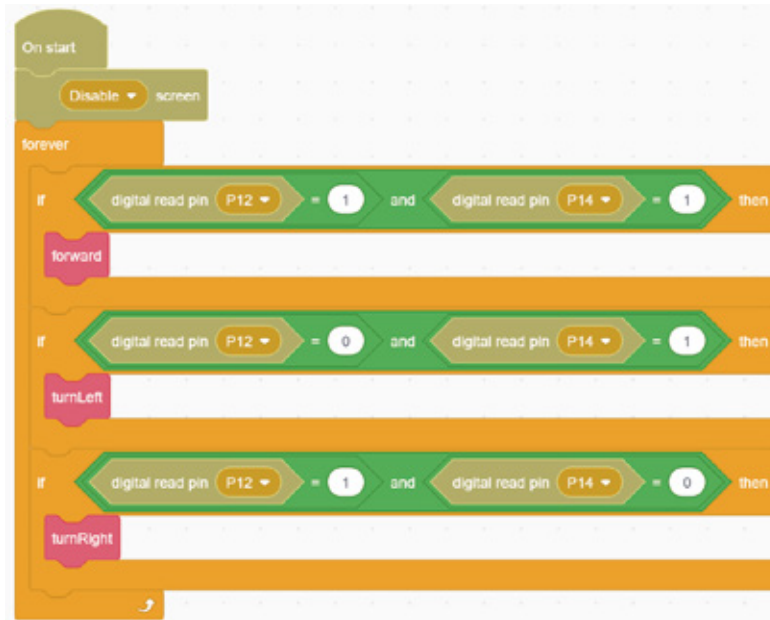 On start
Disable screen
forever
if digital read pin P12 = 1 and digital read pin P14 = 1 then
forward
if digital read pin P12 = 0 and digital read pin P14 = 1 then
turnLeft
if digital read pin P12 = 1 and digital read pin P14 = 0 then
turnRight